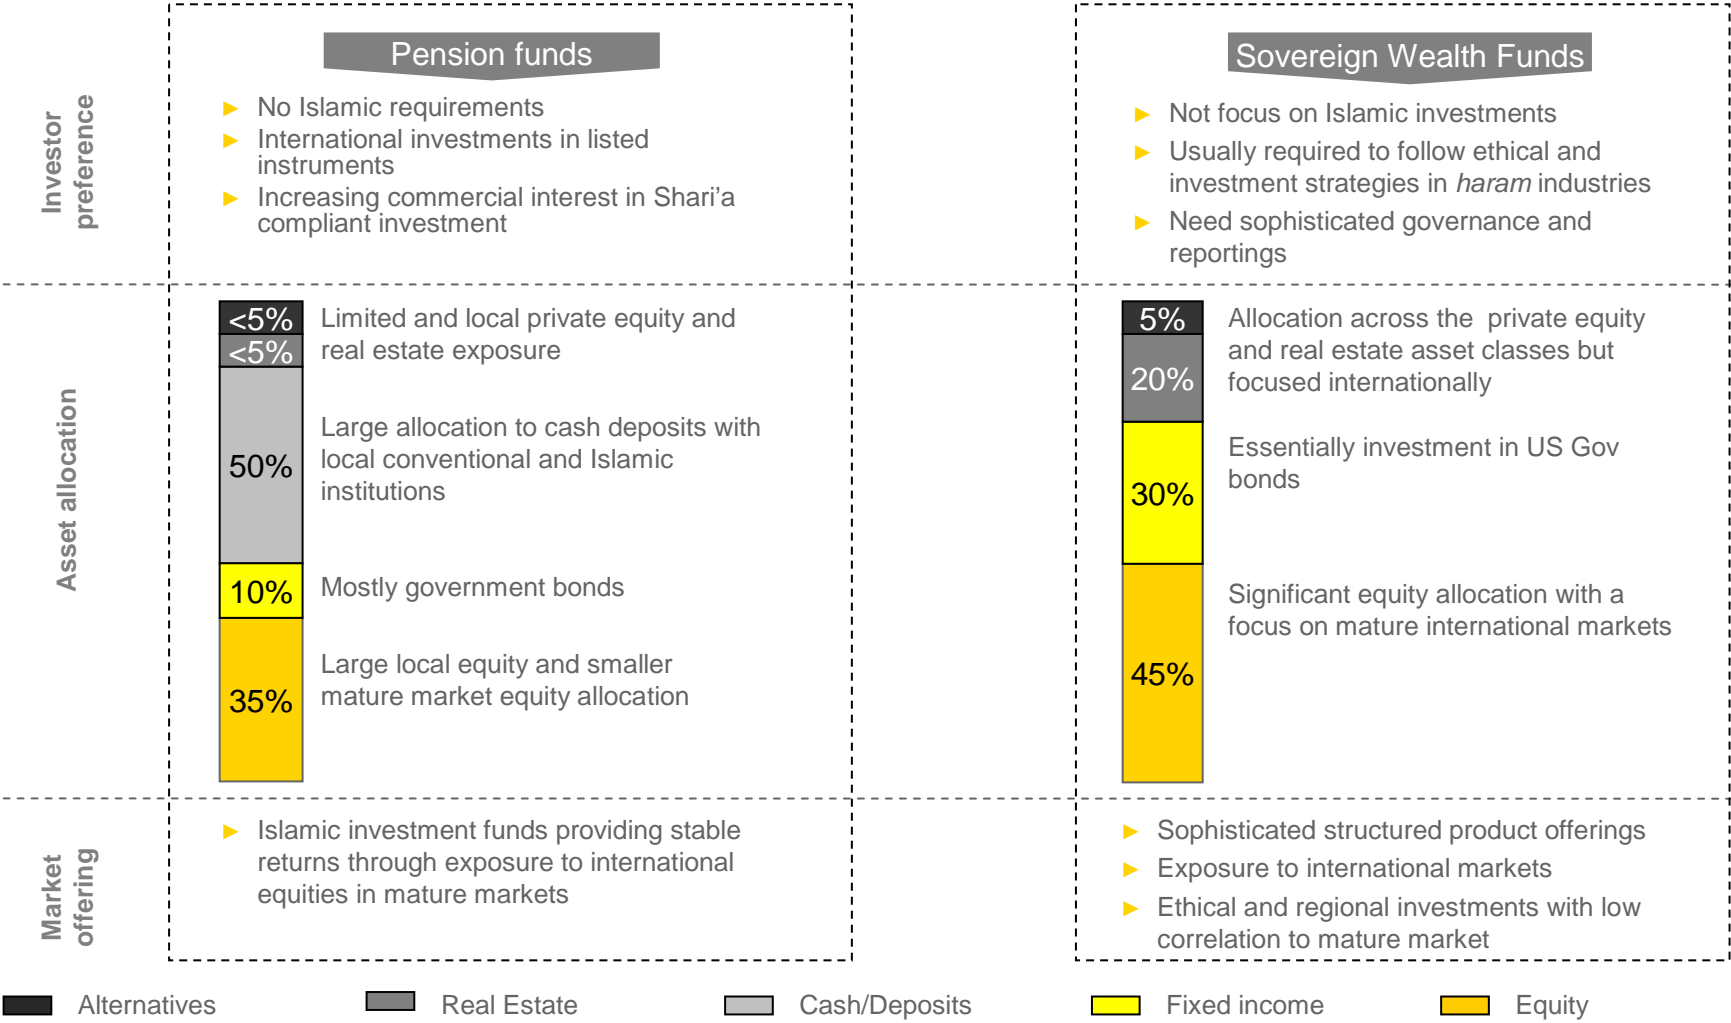 Pension funds
Sovereign Wealth Funds
Investor
preference
► No Islamic requirements
► International investments in listed
instruments
► Increasing commercial interest in Shari’a
compliant investment
► Not focus on Islamic investments
► Usually required to follow ethical and
investment strategies in haram industries
► Need sophisticated governance and
reportings
Asset allocation
<5%
<5%
Limited and local private equity and
real estate exposure
50%
Large allocation to cash deposits with
local conventional and Islamic
institutions
10%
Mostly government bonds
35%
Large local equity and smaller
mature market equity allocation
5%
20%
Allocation across the  private equity
and real estate asset classes but
focused internationally
30%
Essentially investment in US Gov
bonds
45%
Significant equity allocation with a
focus on mature international markets
Market
offering
► Islamic investment funds providing stable
returns through exposure to international
equities in mature markets
► Sophisticated structured product offerings
► Exposure to international markets
► Ethical and regional investments with low
correlation to mature market
Alternatives
Real Estate
Cash/Deposits
Fixed income
Equity